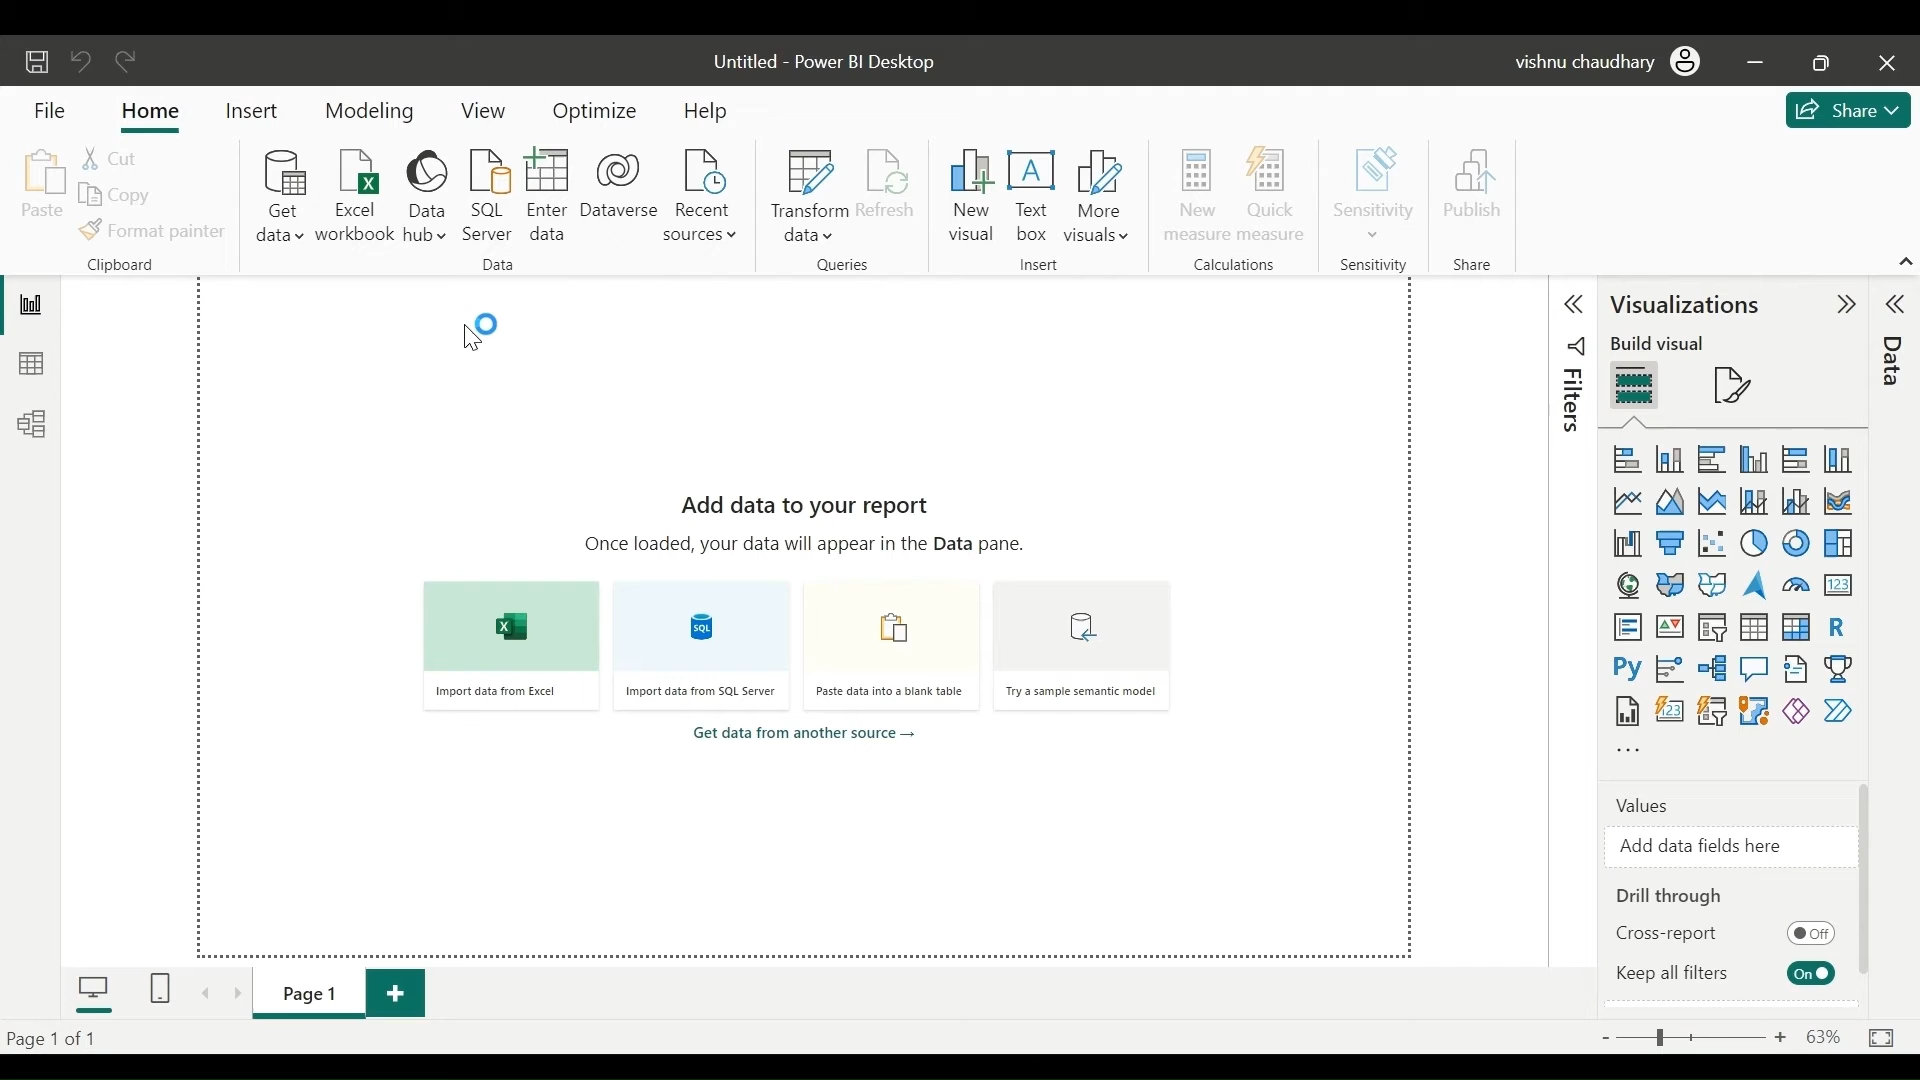 Untitled - Power BI Desktop
vishnu chaudhary
File Home Insert Modeling View Optimize Help
Share
Paste
Cut
Copy
Format painter
Clipboard
Get data
Excel workbook
Data hub
SQL Server
Enter data
Dataverse
Recent sources
Data
Transform data
Refresh
Queries
New visual
A
Text box
More visuals
Insert
New measure
Quick measure
Calculations
Sensitivity
Sensitivity
Publish
Share
Add data to your report
Once loaded, your data will appear in the Data pane.
X
Import data from Excel
SQL
Import data from SQL Server
Paste data into a blank table
Try a sample semantic model
Get data from another source →
Filters
Visualizations
Build visual
123
R
Py
123
...
Values
Add data fields here
Drill through
Cross-report Off
Keep all filters On
Data
Page 1
+
Page 1 of 1
- + 63%